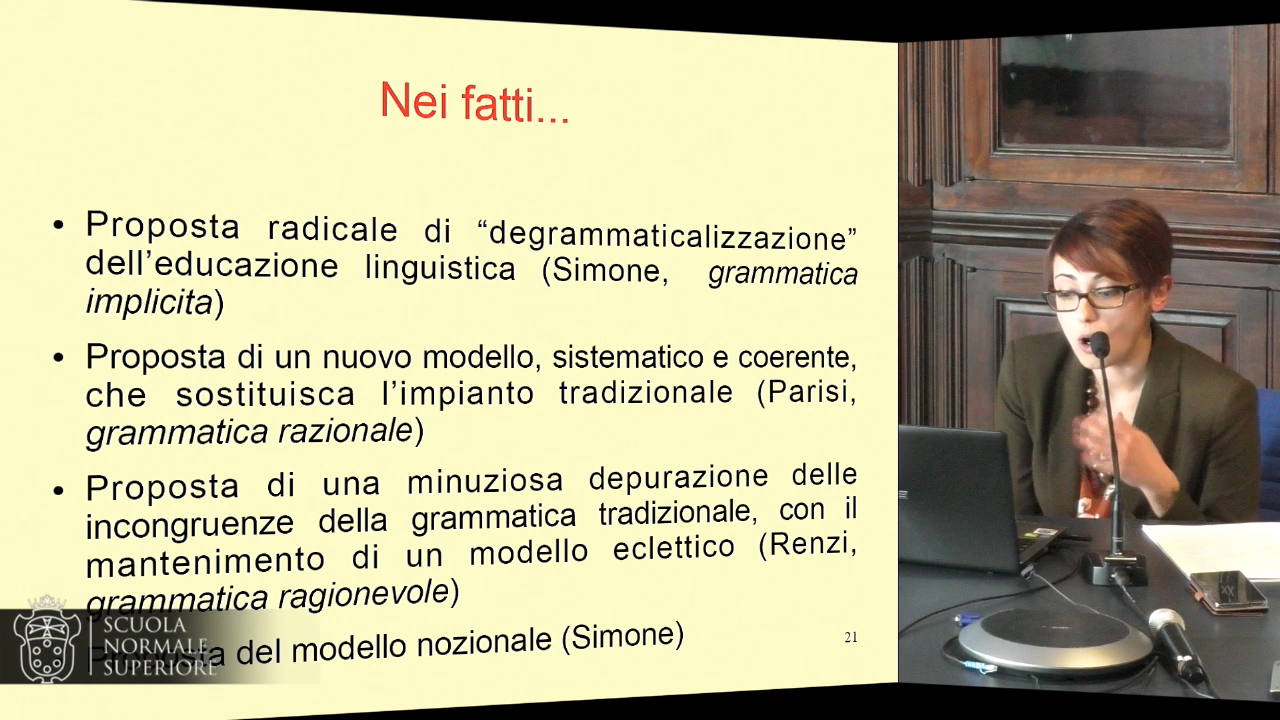 Nei fatti...
• Proposta radicale di “degrammaticalizzazione”
dell’educazione linguistica (Simone, grammatica
implicita)
• Proposta di un nuovo modello, sistematico e coerente,
che sostituisca l’impianto tradizionale (Parisi,
grammatica razionale)
• Proposta di una minuziosa depurazione delle
incongruenze della grammatica tradizionale, con il
mantenimento di un modello eclettico (Renzi,
grammatica ragionevole)
Proposta del modello nozionale (Simone)
21
SCUOLA
NORMALE
SUPERIORE